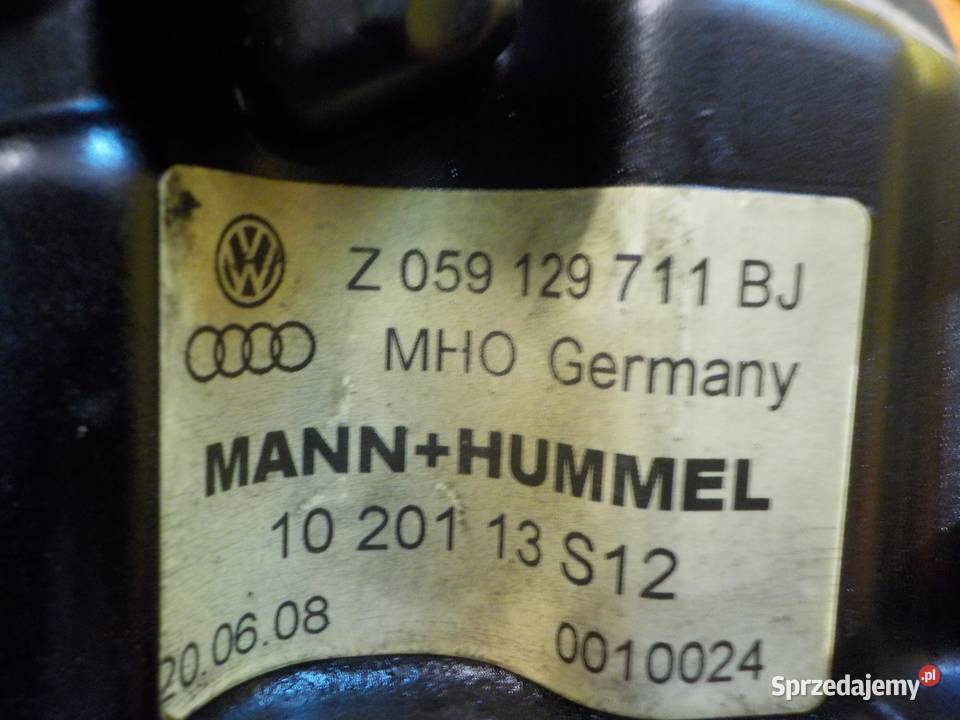 Z 059 129 711 BJ
MHO Germany
MANN+HUMMEL
10 201 13 S12
20.06.08
0010024
Sprzedajemy.pl